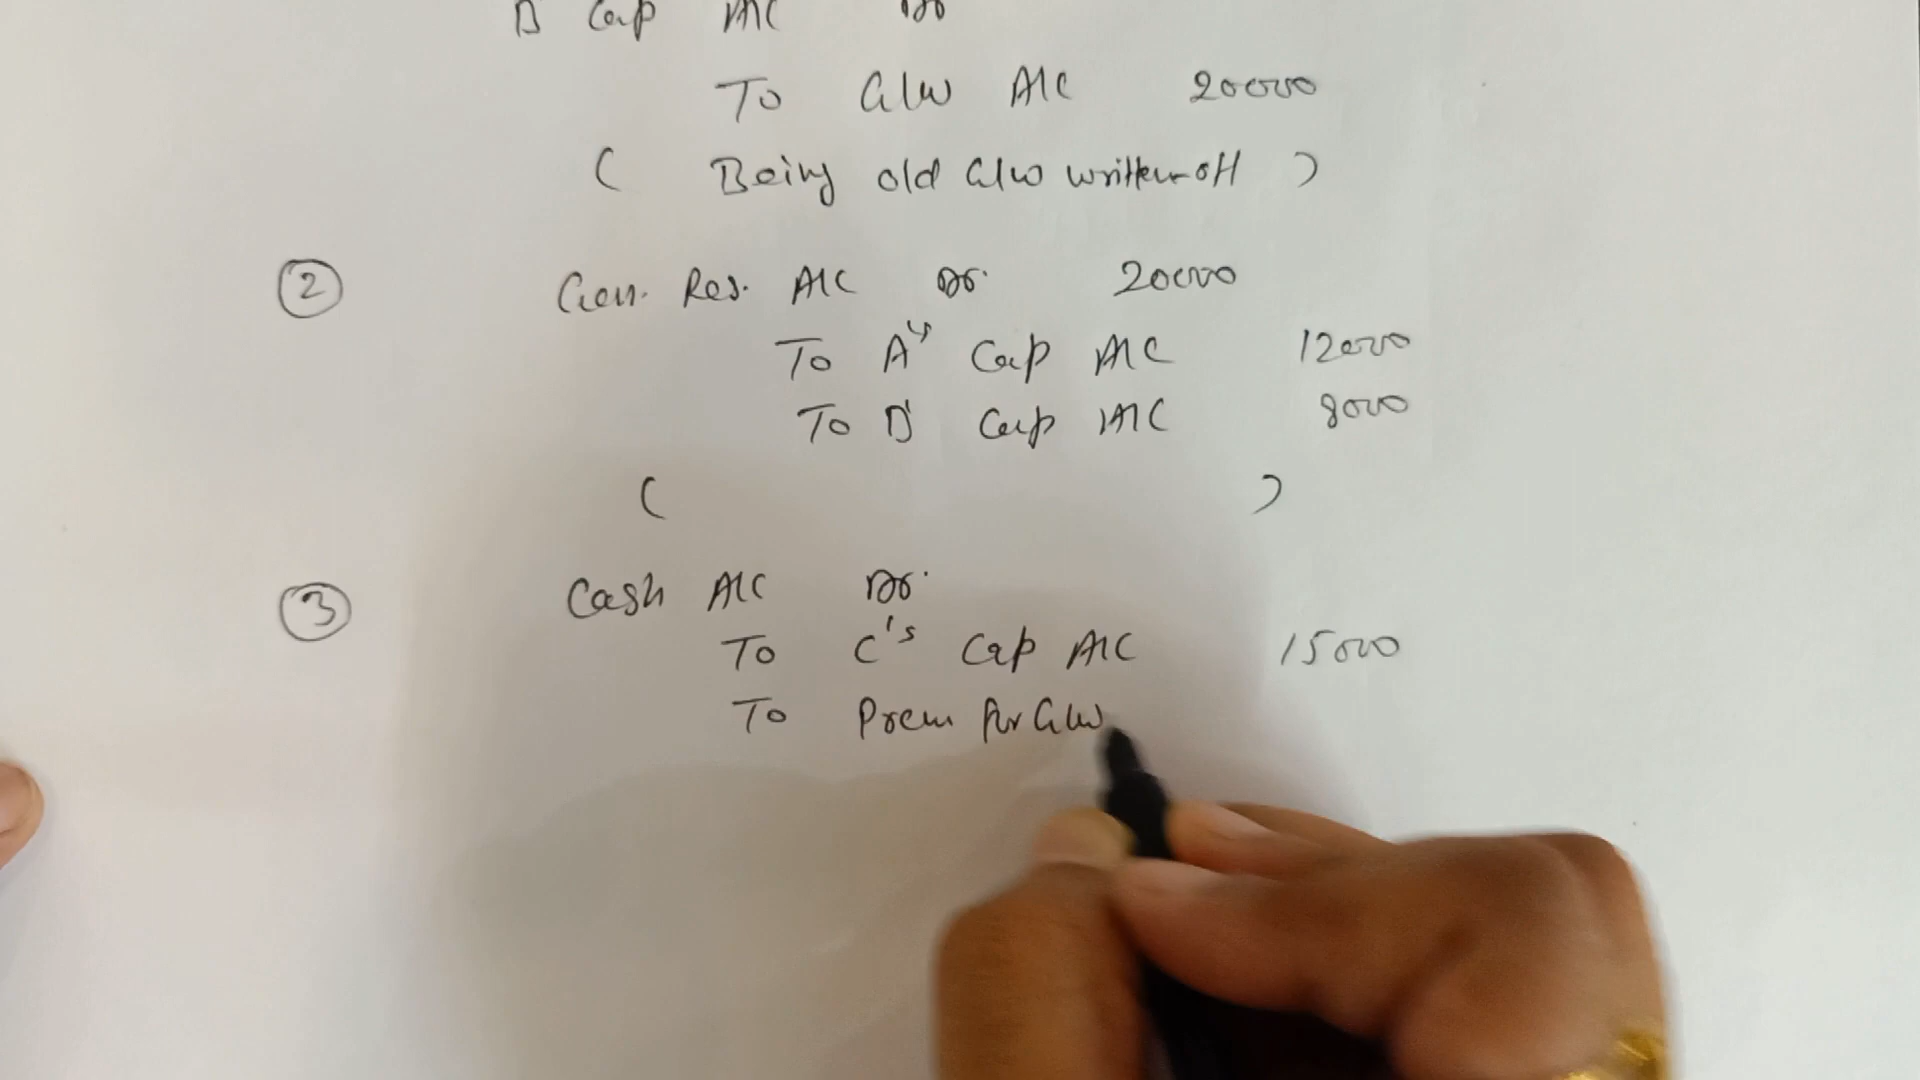 B Cap A/C Dr
To G/w A/C 20000
( Being old G/w written off )
2 Gen. Res. A/C Dr. 20000
To A's Cap A/C 12000
To B' Cap A/C 8000
( )
3 Cash A/C Dr.
To C's Cap A/C 15000
To Prem for G/w